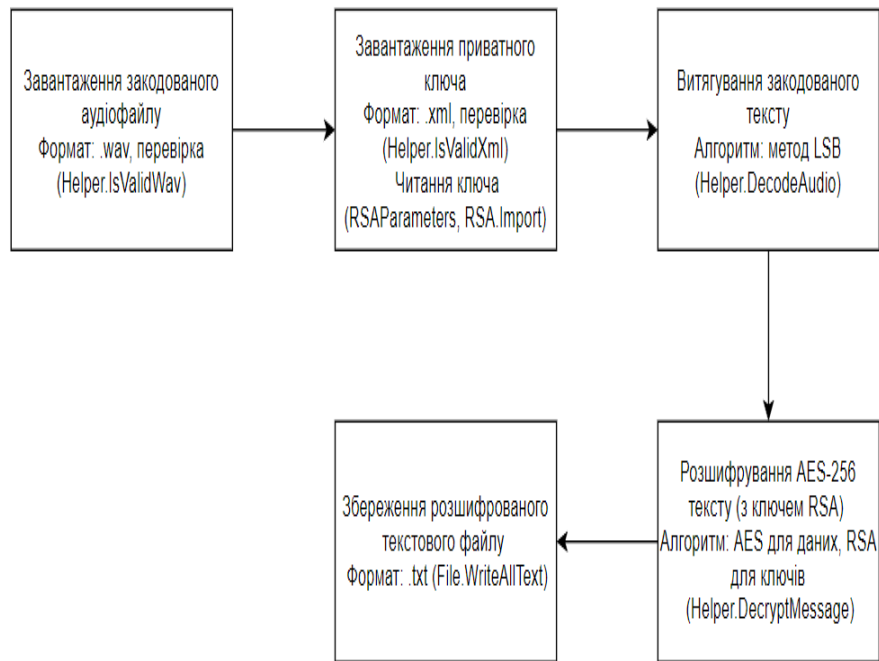 Завантаження закодованого
аудіофайлу
Формат: .wav, перевірка
(Helper.IsValidWav)
Завантаження приватного
ключа
Формат: .xml, перевірка
(Helper.IsValidXml)
Читання ключа
(RSAParameters, RSA.Import)
Витягування закодованого
тексту
Алгоритм: метод LSB
(Helper.DecodeAudio)
Розшифрування AES-256
тексту (з ключем RSA)
Алгоритм: AES для даних, RSA
для ключів
(Helper.DecryptMessage)
Збереження розшифрованого
текстового файлу
Формат: .txt (File.WriteAllText)